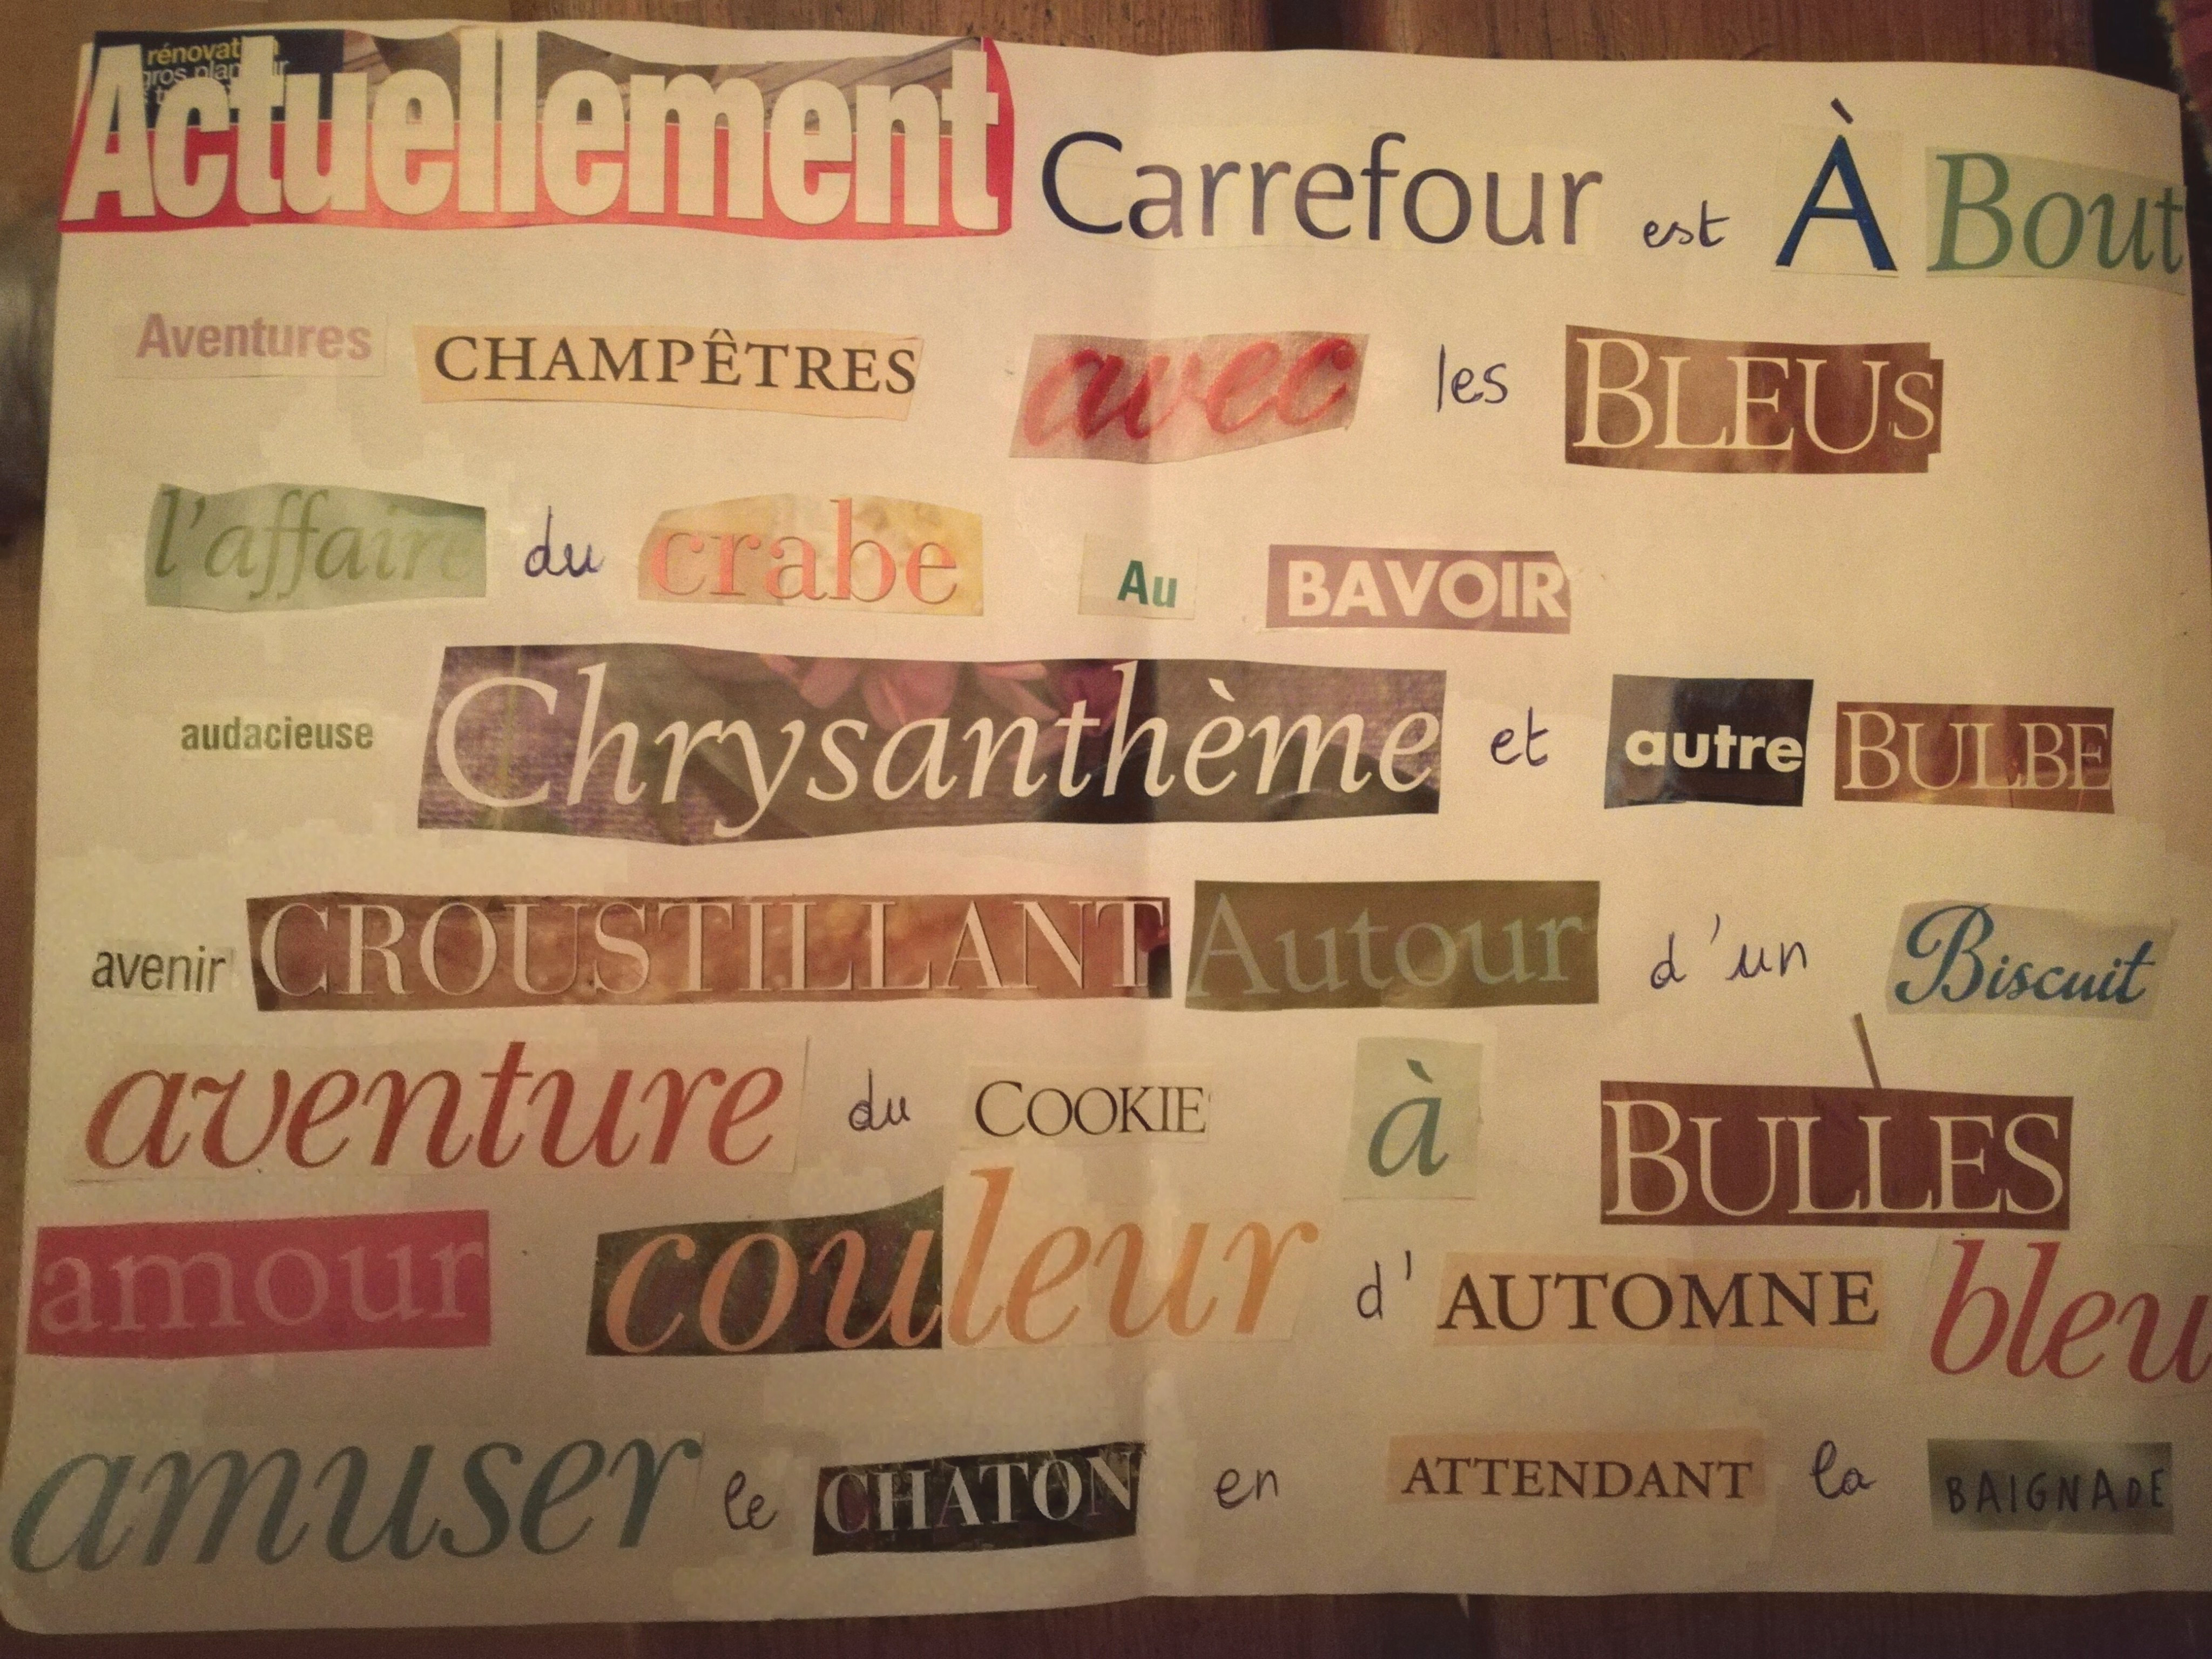 rénovat
gros plan
Actuellement Carrefour est À Bout
Aventures CHAMPÊTRES avec les BLEUs
l'affaire du crabe Au BAVOIR
audacieuse Chrysanthème et autre BULBE
avenir CROUSTILLANT Autour d'un Biscuit
aventure du COOKIE à BULLES
amour couleur d'AUTOMNE bleu
amuser le CHATON en ATTENDANT la BAIGNADE